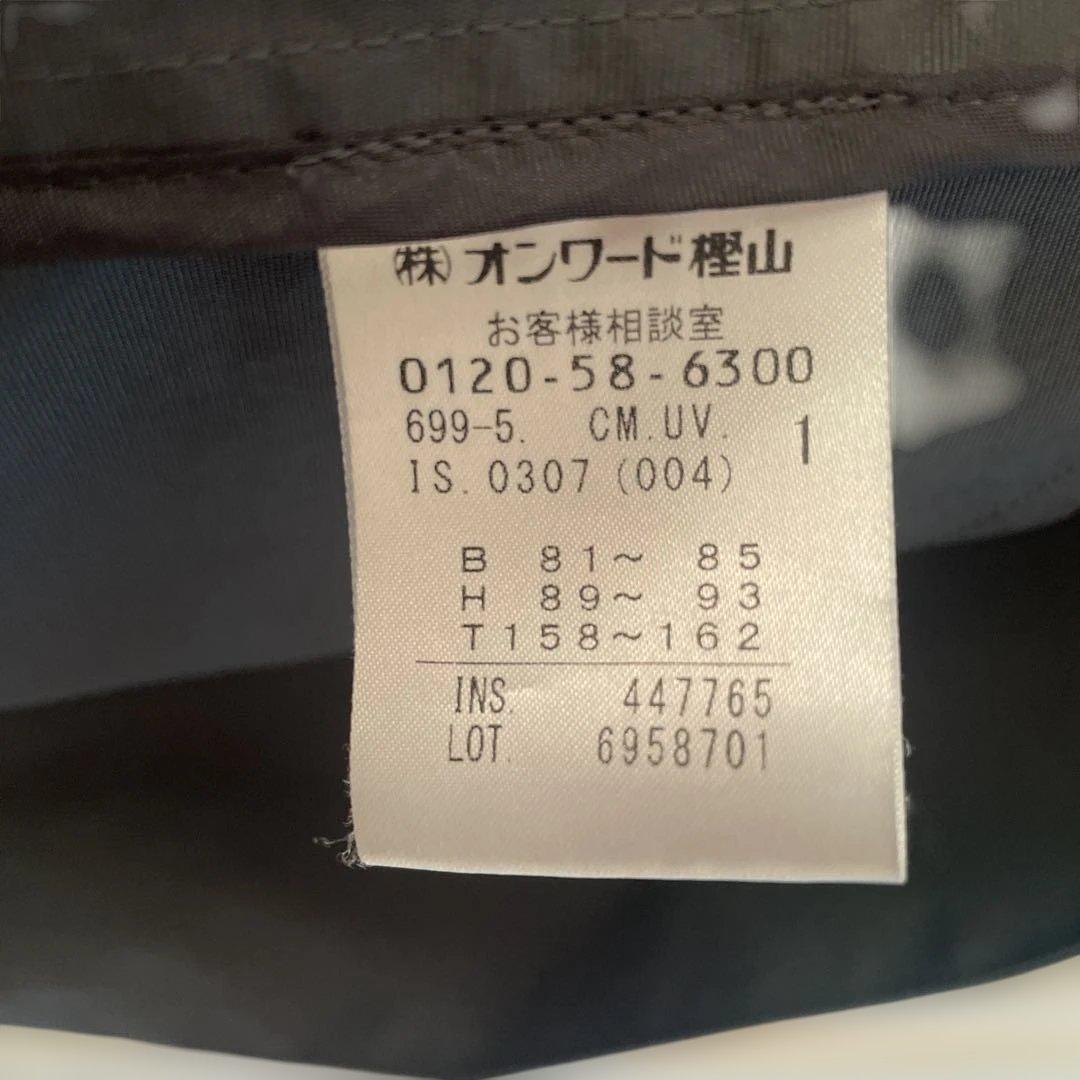 (株)オンワード樫山
お客様相談室
0120-58-6300
699-5. CM.UV. 1
IS.0307(004)
B 81～ 85
H 89～ 93
T158～162
INS. 447765
LOT. 6958701